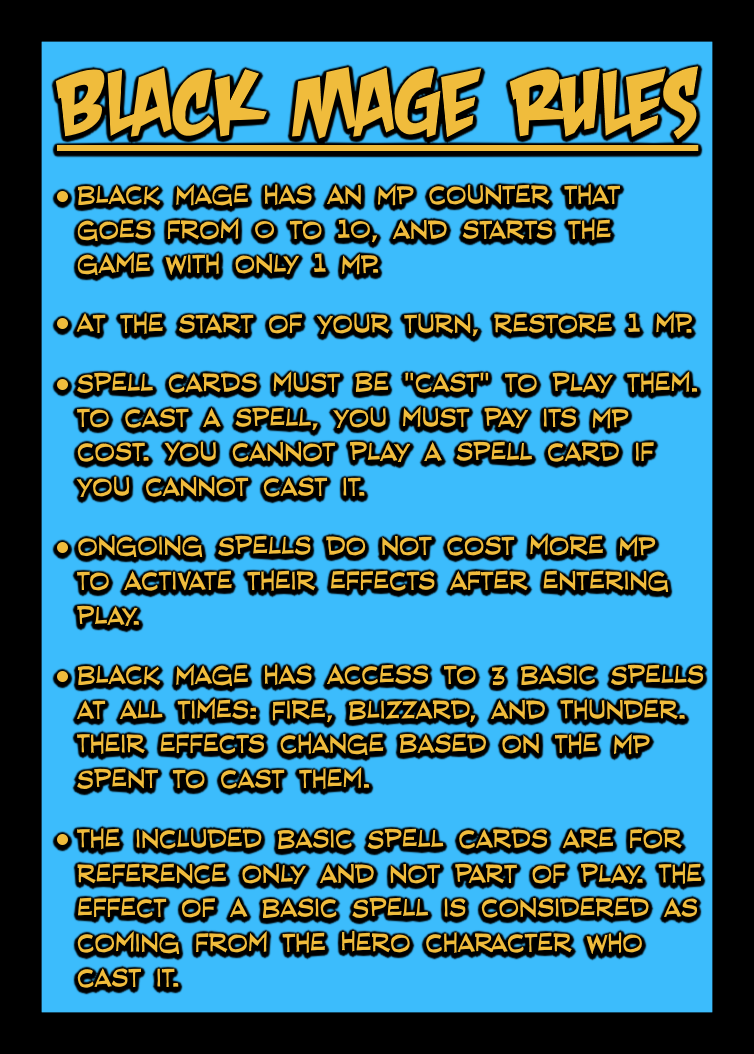 BLACK MAGE RULES
• BLACK MAGE HAS AN MP COUNTER THAT
GOES FROM 0 TO 10, AND STARTS THE
GAME WITH ONLY 1 MP.
• AT THE START OF YOUR TURN, RESTORE 1 MP.
• SPELL CARDS MUST BE "CAST" TO PLAY THEM.
TO CAST A SPELL, YOU MUST PAY ITS MP
COST. YOU CANNOT PLAY A SPELL CARD IF
YOU CANNOT CAST IT.
• ONGOING SPELLS DO NOT COST MORE MP
TO ACTIVATE THEIR EFFECTS AFTER ENTERING
PLAY.
• BLACK MAGE HAS ACCESS TO 3 BASIC SPELLS
AT ALL TIMES: FIRE, BLIZZARD, AND THUNDER.
THEIR EFFECTS CHANGE BASED ON THE MP
SPENT TO CAST THEM.
• THE INCLUDED BASIC SPELL CARDS ARE FOR
REFERENCE ONLY AND NOT PART OF PLAY. THE
EFFECT OF A BASIC SPELL IS CONSIDERED AS
COMING FROM THE HERO CHARACTER WHO
CAST IT.